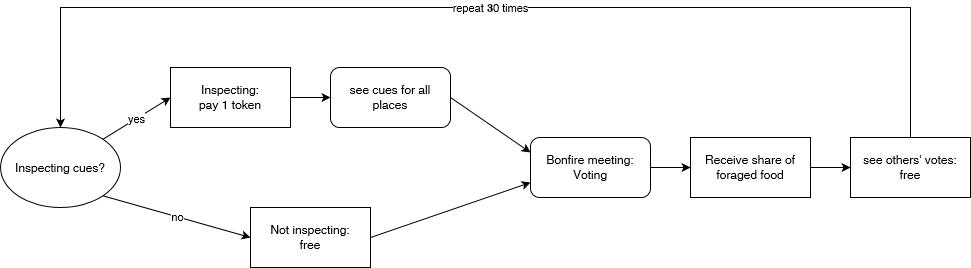 repeat 30 times
Inspecting:
pay 1 token
see cues for all
places
yes
Inspecting cues?
Bonfire meeting:
Voting
Receive share of
foraged food
see others' votes:
free
no
Not inspecting:
free